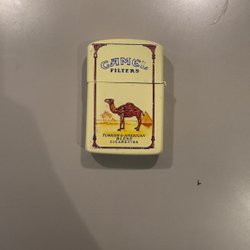 CAMEL
FILTERS
TURKISH & AMERICAN
BLEND
CIGARETTES